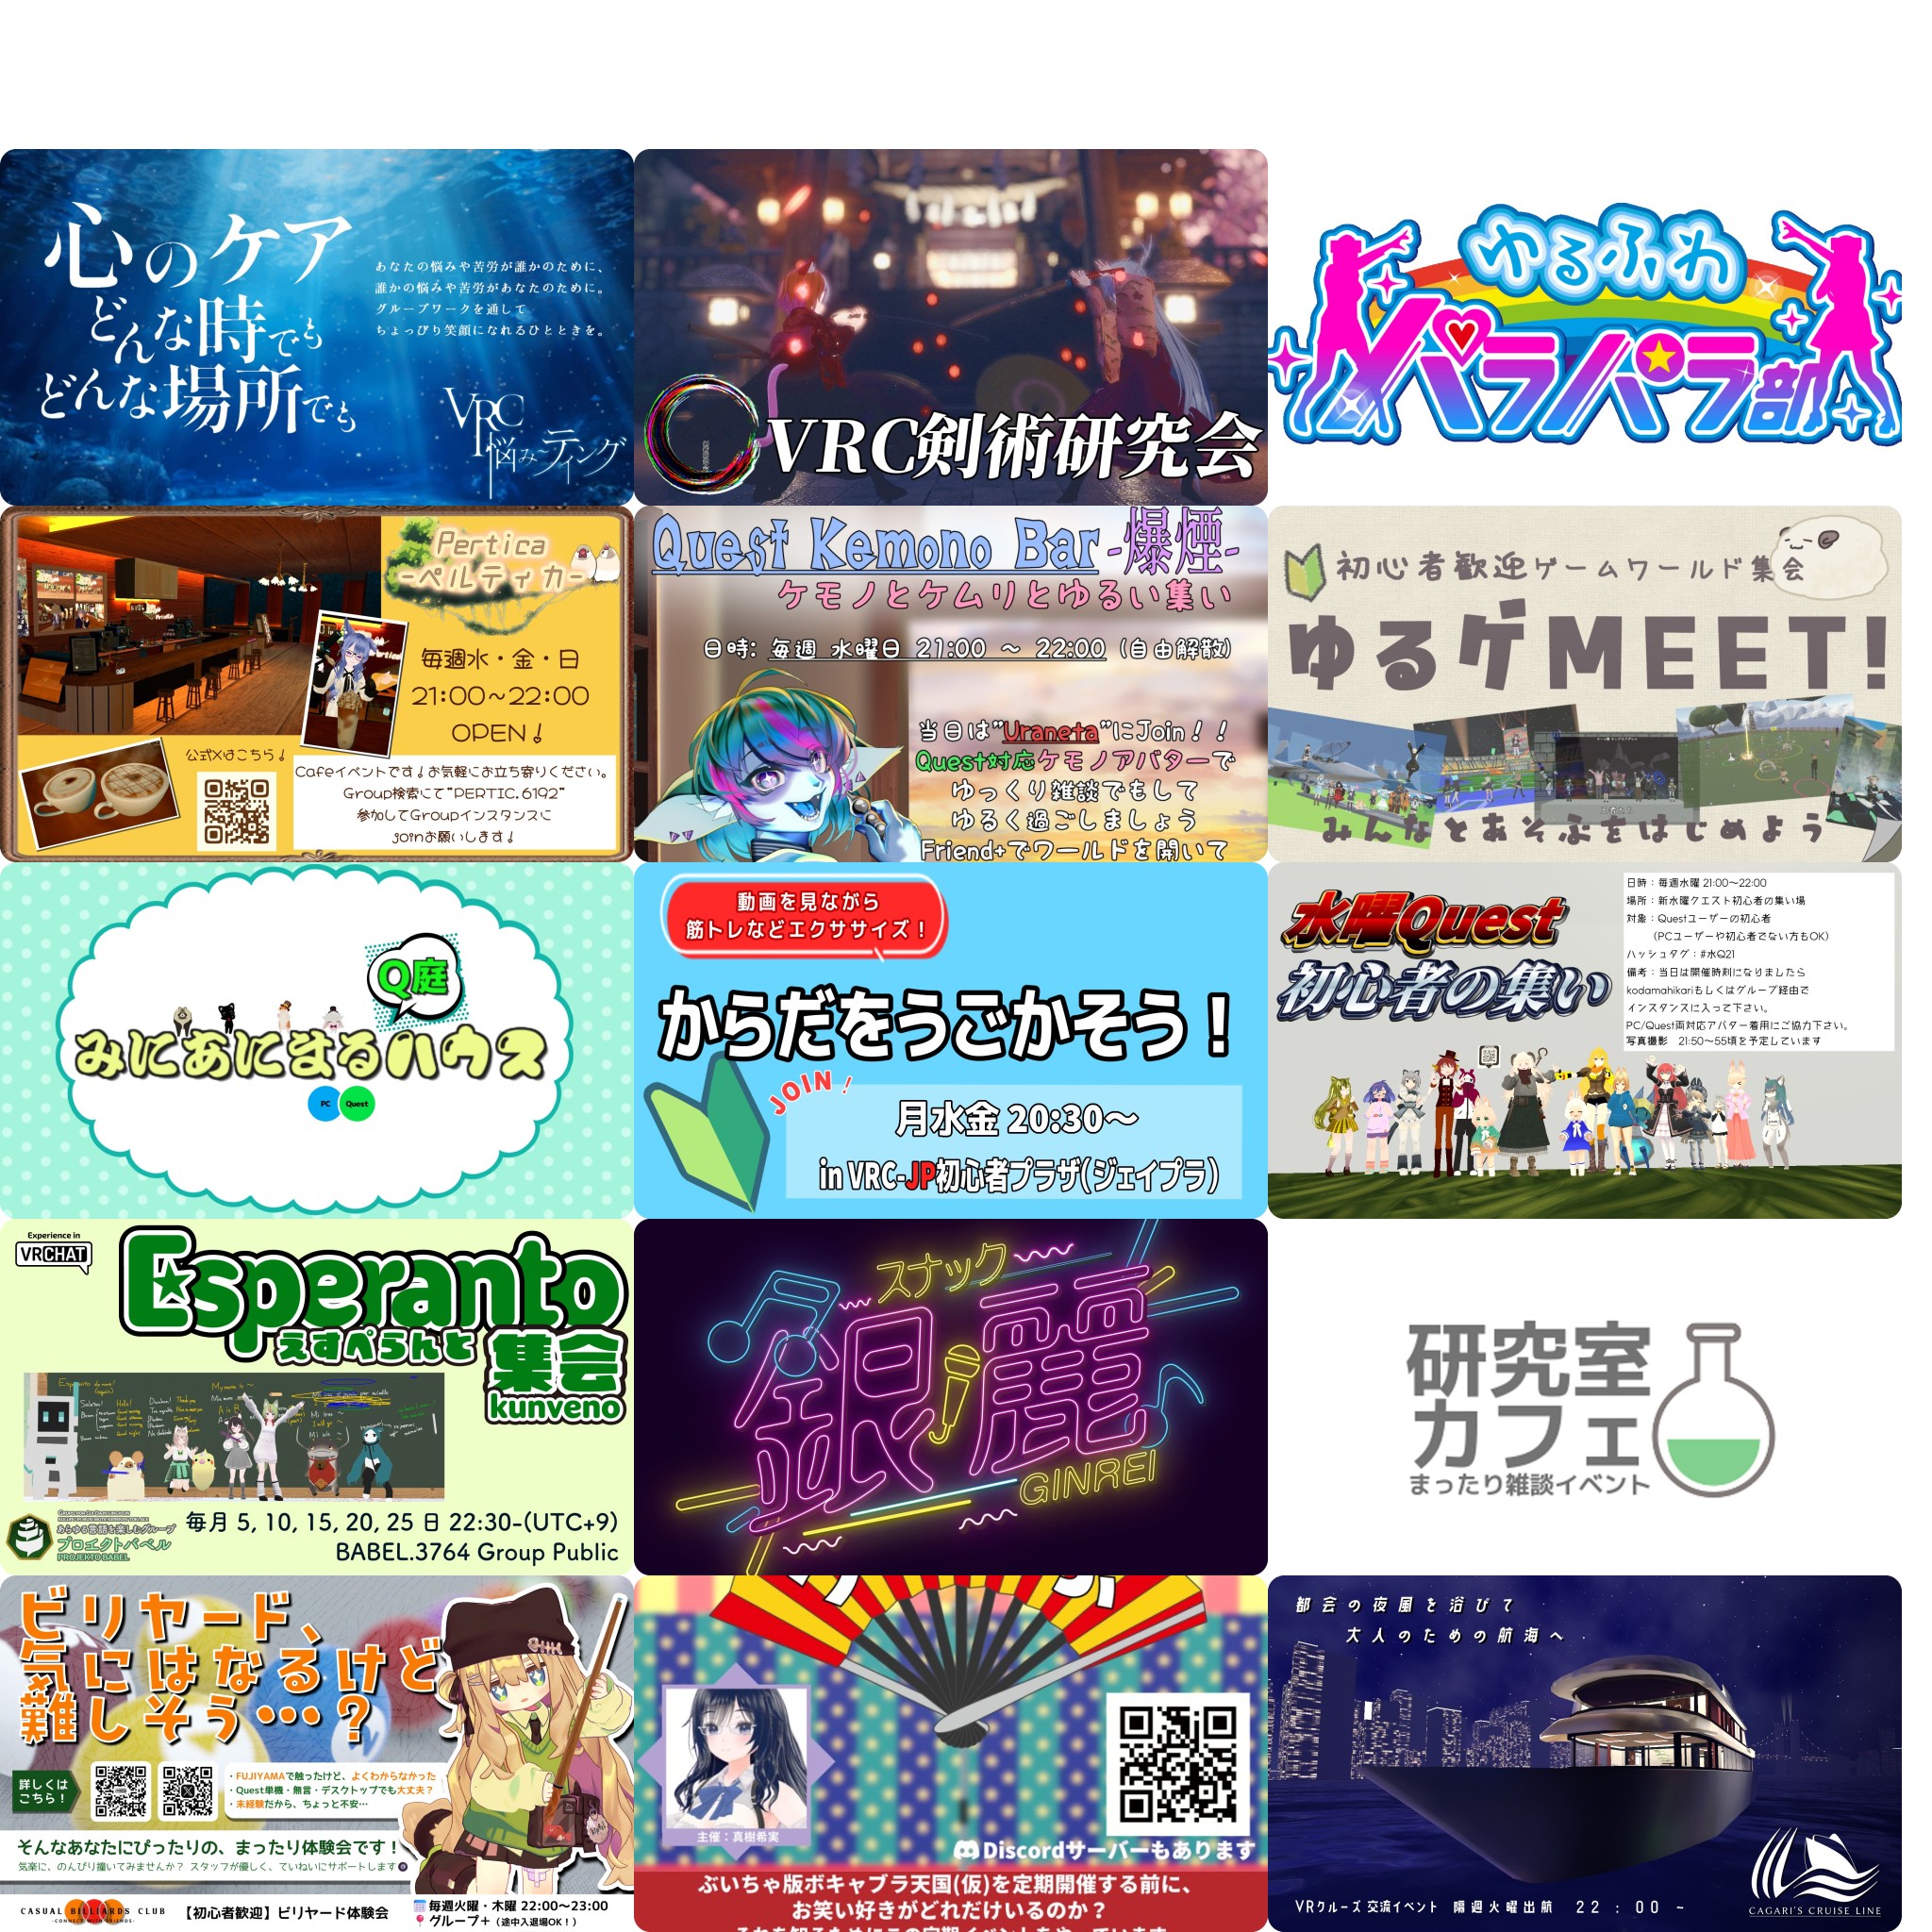 心のケア
どんな時でも
どんな場所でも
あなたの悩みや苦労が誰かのために、
誰かの悩みや苦労があなたのために。
グループワークを通して
ちょっぴり笑顔になれるひとときを。
VRC
悩み〜ティング
VRC剣術研究会
ゆるふわ
パラパラ部
Pertica
-ペルティカ-
毎週水・金・日
21:00~22:00
OPEN!
公式Xはこちら!
Cafeイベントです!お気軽にお立ち寄りください。
Group検索にて"PERTIC.6192"
参加してGroupインスタンスに
joinお願いします!
Quest Kemono Bar-爆煙-
ケモノとケムリとゆるい集い
日時: 毎週 水曜日 21:00 ～ 22:00 (自由解散)
当日は"Uraneta"にJoin!!
Quest対応ケモノアバターで
ゆっくり雑談でもして
ゆるく過ごしましょう
Friend+でワールドを開いて
初心者歓迎ゲームワールド集会
ゆるゲMEET!
みんなとあそぶをはじめよう
Q庭
みにあにまるハウス
PC
Quest
動画を見ながら
筋トレなどエクササイズ！
からだをうごかそう！
JOIN!
月水金 20:30～
in VRC-JP初心者プラザ(ジェイプラ)
水曜Quest
初心者の集い
日時：毎週水曜 21:00～22:00
場所：新水曜クエスト初心者の集い場
対象：Questユーザーの初心者
(PCユーザーや初心者でない方もOK)
ハッシュタグ：#水Q21
備考：当日は開催時刻になりましたら
kodamahikariもしくはグループ経由で
インスタンスに入って下さい。
PC/Quest両対応アバター着用にご協力下さい。
写真撮影　21:50～55頃を予定しています
Experience in
VRCHAT
Esperanto
えすぺらんと
集会
kunveno
あらゆる言語を楽しむグループ
プロエクトバベル
PROJEKTO BABEL
毎月 5, 10, 15, 20, 25 日 22:30-(UTC+9)
BABEL.3764 Group Public
スナック
銀麗
GINREI
研究室
カフェ
まったり雑談イベント
ビリヤード、
気にはなるけど
難しそう…？
詳しくは
こちら！
・FUJIYAMAで触ったけど、よくわからなかった
・Quest単機・無言・デスクトップでも大丈夫？
・未経験だから、ちょっと不安…
そんなあなたにぴったりの、まったり体験会です！
気楽に、のんびり撞いてみませんか？ スタッフが優しく、ていねいにサポートします
CASUAL BILLIARDS CLUB
-CONNECT WITH FRIENDS-
【初心者歓迎】ビリヤード体験会
毎週火曜・木曜 22:00～23:00
グループ＋（途中入退場OK！）
主催：真樹希実
Discordサーバーもあります
ぶいちゃ版ボキャブラ天国(仮)を定期開催する前に、
お笑い好きがどれだけいるのか？
都会の夜風を浴びて
大人のための航海へ
VRクルーズ交流イベント 隔週火曜出航 22:00～
CAGARI'S CRUISE LINE